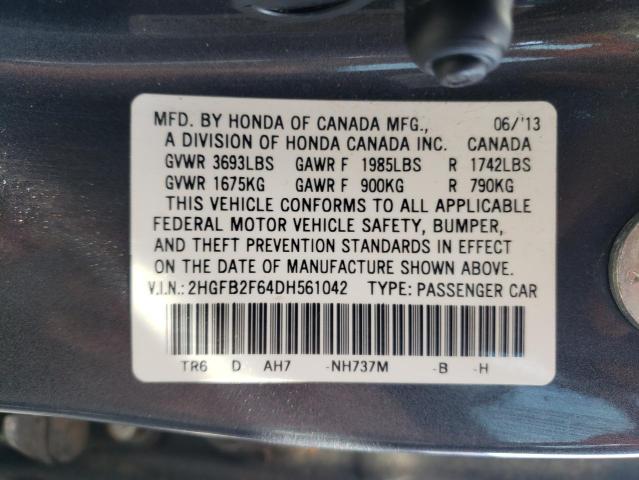 MFD. BY HONDA OF CANADA MFG., 06/'13
A DIVISION OF HONDA CANADA INC. CANADA
GVWR 3693LBS GAWR F 1985LBS R 1742LBS
GVWR 1675KG GAWR F 900KG R 790KG
THIS VEHICLE CONFORMS TO ALL APPLICABLE
FEDERAL MOTOR VEHICLE SAFETY, BUMPER,
AND THEFT PREVENTION STANDARDS IN EFFECT
ON THE DATE OF MANUFACTURE SHOWN ABOVE.
V.I.N.: 2HGFB2F64DH561042 TYPE: PASSENGER CAR
TR6 D AH7 -NH737M -B -H